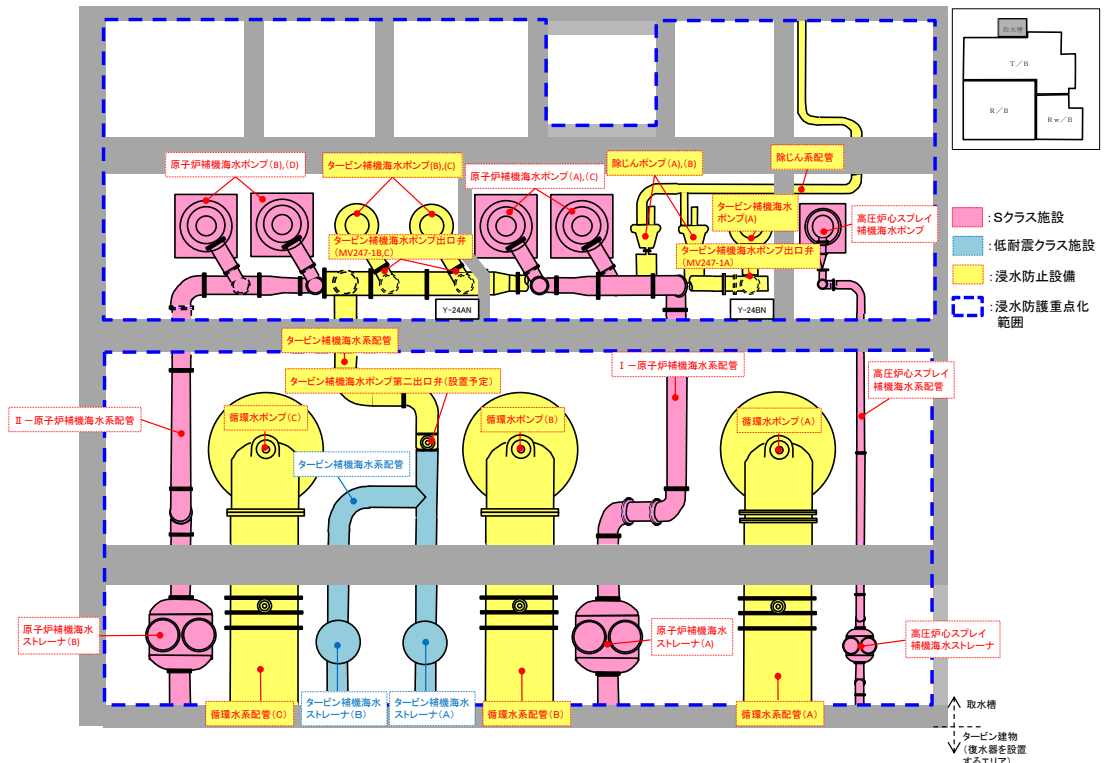 取水槽
T/B
R/B
Rw/B
原子炉補機海水ポンプ(B),(D)
タービン補機海水ポンプ(B),(C)
原子炉補機海水ポンプ(A),(C)
除じんポンプ(A),(B)
除じん系配管
タービン補機海水
ポンプ(A)
高圧炉心スプレイ
補機海水ポンプ
タービン補機海水ポンプ出口弁
(MV247-1B,C)
タービン補機海水ポンプ出口弁
(MV247-1A)
Y-24AN
Y-24BN
:Sクラス施設
:低耐震クラス施設
:浸水防止設備
:浸水防護重点化
範囲
タービン補機海水系配管
タービン補機海水ポンプ第二出口弁(設置予定)
Ⅰ-原子炉補機海水系配管
高圧炉心スプレイ
補機海水系配管
Ⅱ-原子炉補機海水系配管
循環水ポンプ(C)
循環水ポンプ(B)
循環水ポンプ(A)
タービン補機海水系配管
原子炉補機海水
ストレーナ(B)
原子炉補機海水
ストレーナ(A)
高圧炉心スプレイ
補機海水ストレーナ
循環水系配管(C)
タービン補機海水
ストレーナ(B)
タービン補機海水
ストレーナ(A)
循環水系配管(B)
循環水系配管(A)
取水槽
タービン建物
(復水器を設置
するエリア)